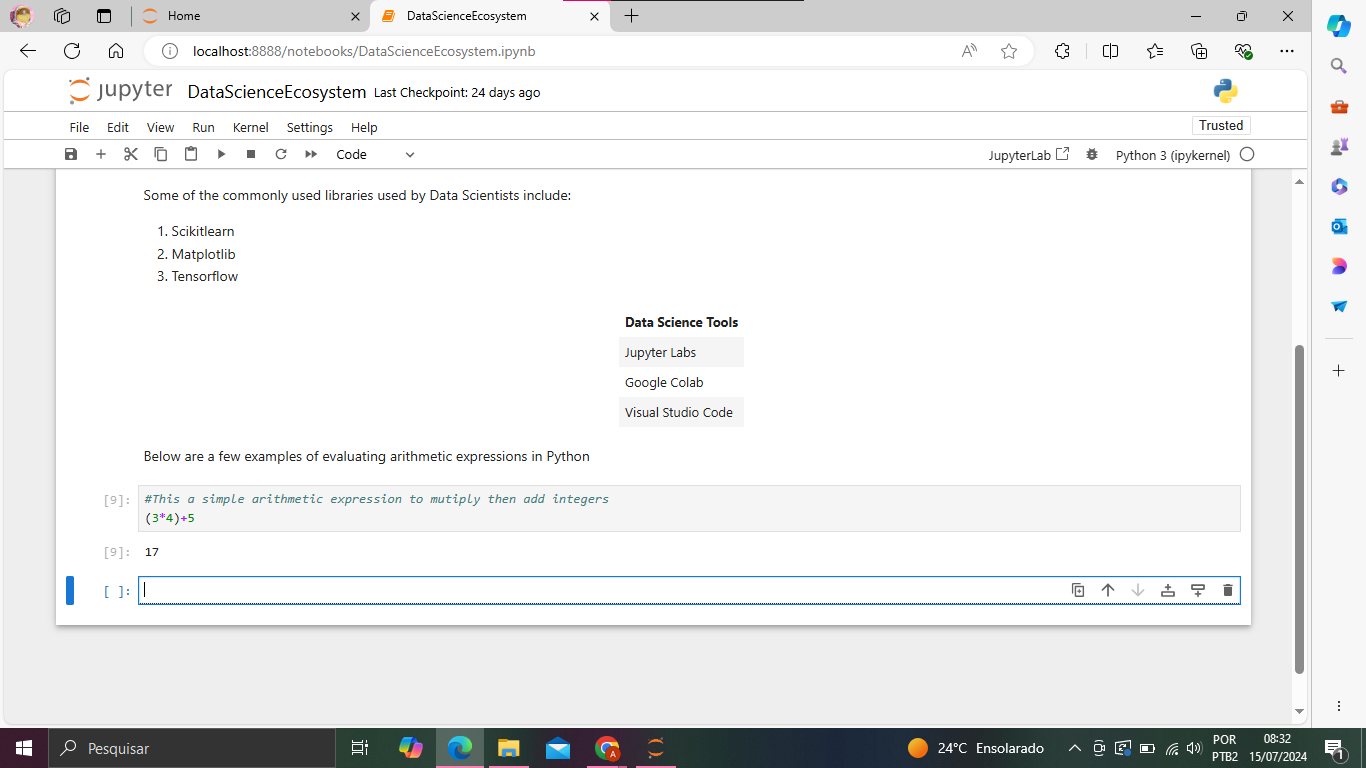 Home
DataScienceEcosystem
localhost:8888/notebooks/DataScienceEcosystem.ipynb
jupyter DataScienceEcosystem Last Checkpoint: 24 days ago
File Edit View Run Kernel Settings Help
Trusted
Code
JupyterLab
Python 3 (ipykernel)
Some of the commonly used libraries used by Data Scientists include:
1. Scikitlearn
2. Matplotlib
3. Tensorflow
Data Science Tools
Jupyter Labs
Google Colab
Visual Studio Code
Below are a few examples of evaluating arithmetic expressions in Python
[9]: #This a simple arithmetic expression to mutiply then add integers
(3*4)+5
[9]: 17
[ ]:
Pesquisar
24°C Ensolarado
POR
PTB2
08:32
15/07/2024
1